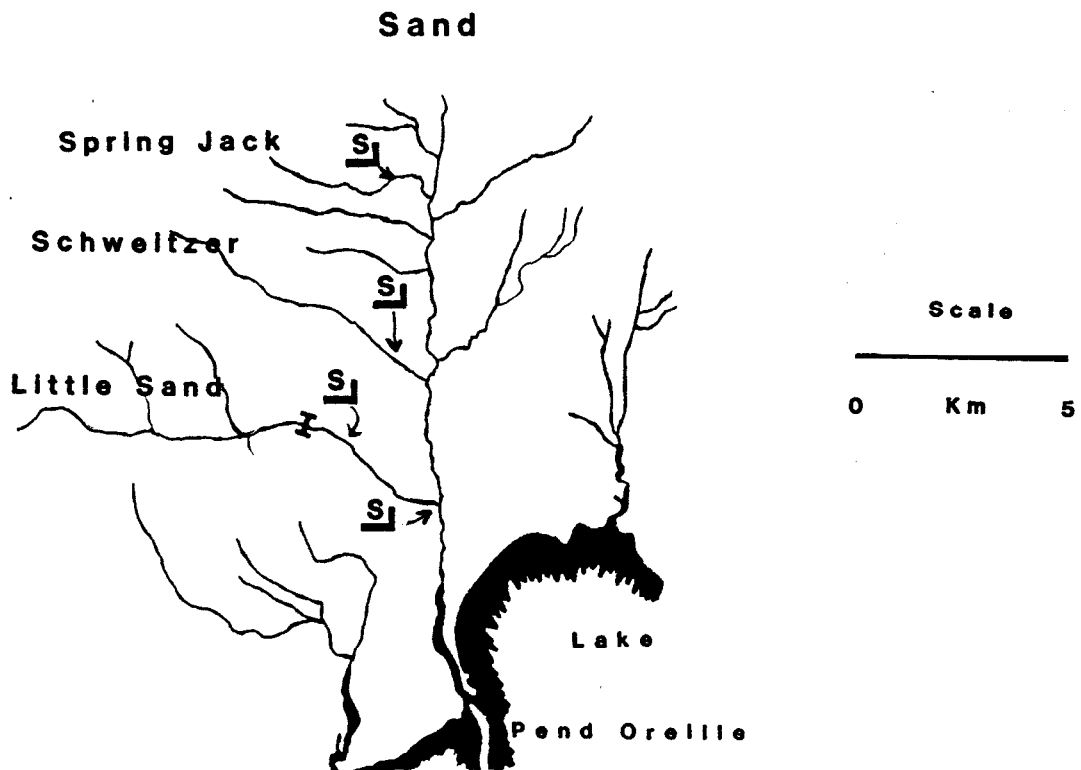 Sand
Spring Jack
S
Schweitzer
S
Scale
Little Sand
S
0 Km 5
S
Lake
Pend Oreille